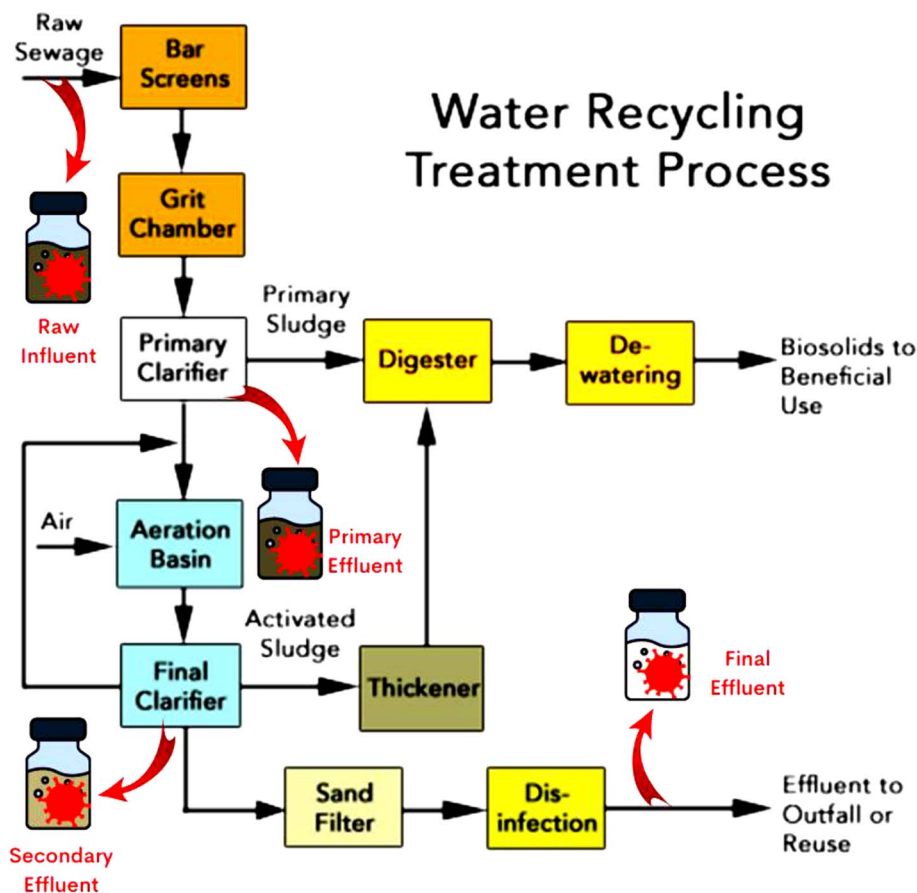 Raw
Sewage
Bar
Screens
Water Recycling
Treatment Process
Grit
Chamber
Raw
Influent
Primary
Sludge
Primary
Clarifier
Digester
De-
watering
Biosolids to
Beneficial
Use
Air
Aeration
Basin
Primary
Effluent
Activated
Sludge
Final
Clarifier
Thickener
Final
Effluent
Sand
Filter
Dis-
infection
Effluent to
Outfall or
Reuse
Secondary
Effluent